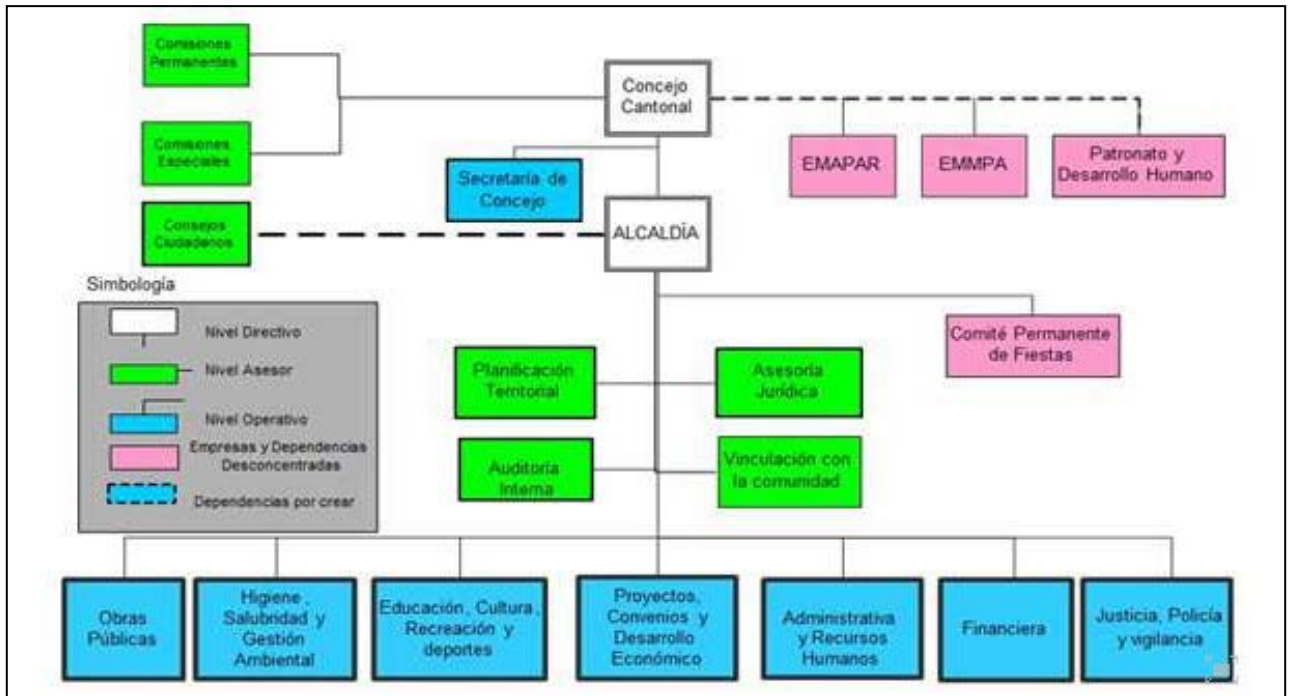 Comisiones
Permanentes
Concejo
Cantonal
Comisiones
Especiales
EMAPAR
EMMPA
Patronato y
Desarrollo Humano
Secretaría de
Concejo
Consejos
Ciudadanos
ALCALDÍA
Simbología
Nivel Directivo
Nivel Asesor
Nivel Operativo
Empresas y Dependencias
Desconcentradas
Dependencias por crear
Comité Permanente
de Fiestas
Planificación
Territorial
Asesoría
Jurídica
Auditoría
Interna
Vinculación con
la comunidad
Obras
Públicas
Higiene,
Salubridad y
Gestión
Ambiental
Educación, Cultura,
Recreación y
deportes
Proyectos,
Convenios y
Desarrollo
Económico
Administrativa
y Recursos
Humanos
Financiera
Justicia, Policía
y vigilancia